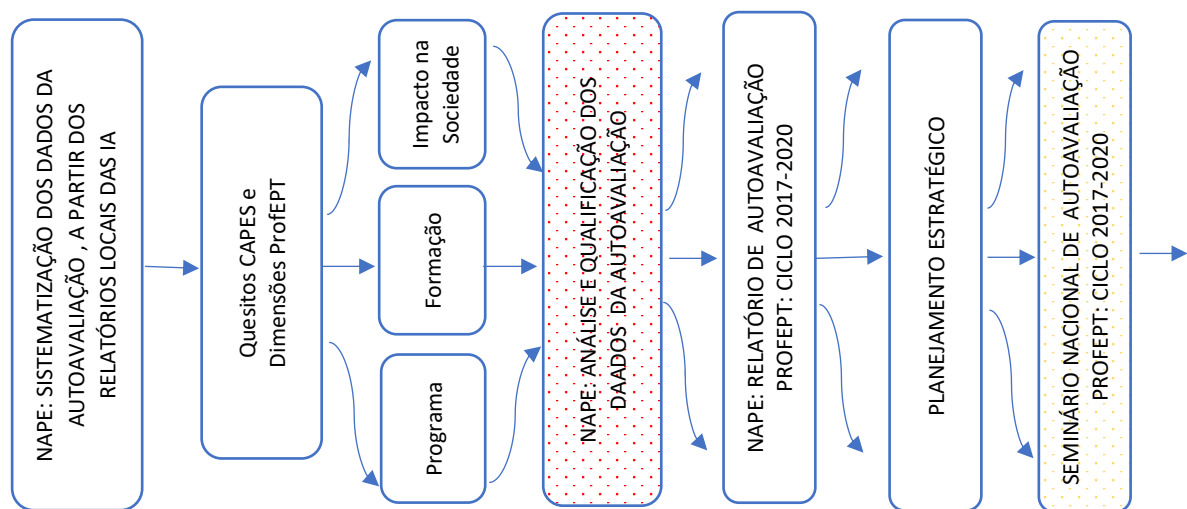 NAPE: SISTEMATIZAÇÃO DOS DADOS DA
AUTOAVALIAÇÃO , A PARTIR DOS
RELATÓRIOS LOCAIS DAS IA
Quesitos CAPES e
Dimensões ProfEPT
Programa
Formação
Impacto na
Sociedade
NAPE: ANÁLISE E QUALIFICAÇÃO DOS
DAADOS DA AUTOAVALIAÇÃO
NAPE: RELATÓRIO DE AUTOAVALIAÇÃO
PROFEPT: CICLO 2017-2020
PLANEJAMENTO ESTRATÉGICO
SEMINÁRIO NACIONAL DE AUTOAVALIAÇÃO
PROFEPT: CICLO 2017-2020